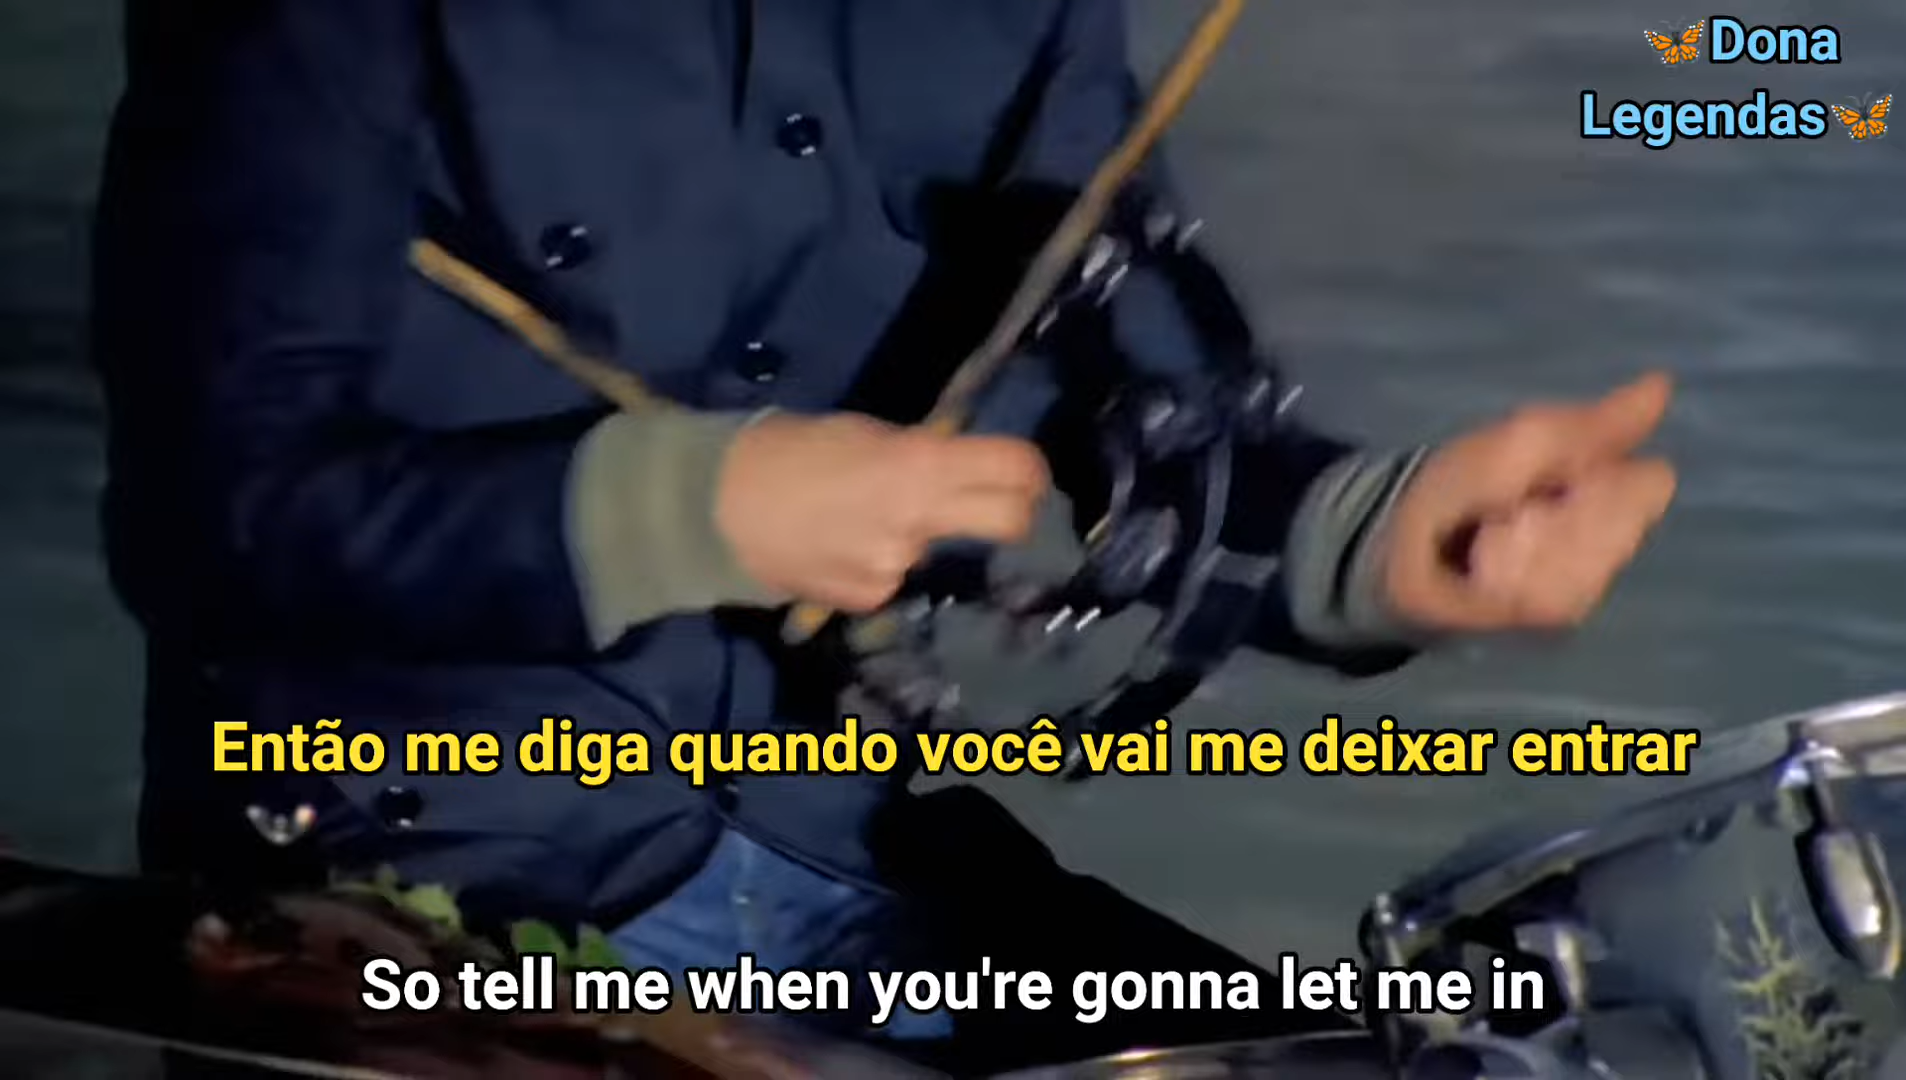 🦋Dona
Legendas🦋
Então me diga quando você vai me deixar entrar
So tell me when you're gonna let me in